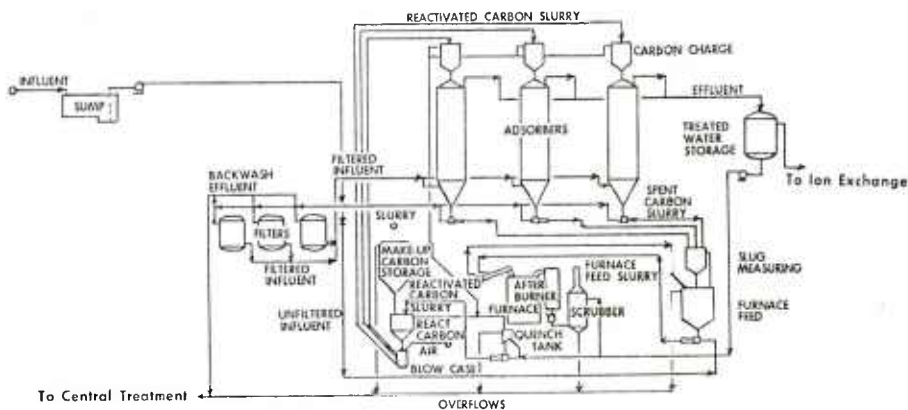 REACTIVATED CARBON SLURRY
CARBON CHARGE
INFLUENT
SUMP
EFFLUENT
ADSORBERS
TREATED
WATER
STORAGE
To Ion Exchange
FILTERED
INFLUENT
BACKWASH
EFFLUENT
FILTERS
FILTERED
INFLUENT
SPENT
CARBON
SLURRY
SLURRY
MAKE-UP
CARBON
STORAGE
REACTIVATED
CARBON
SLURRY
AFTER
BURNER
FURNACE
FURNACE
FEED SLURRY
SCRUBBER
SLUG
MEASURING
FURNACE
FEED
UNFILTERED
INFLUENT
REACT
CARBON
AIR
QUENCH
TANK
BLOW CASE
To Central Treatment
OVERFLOWS